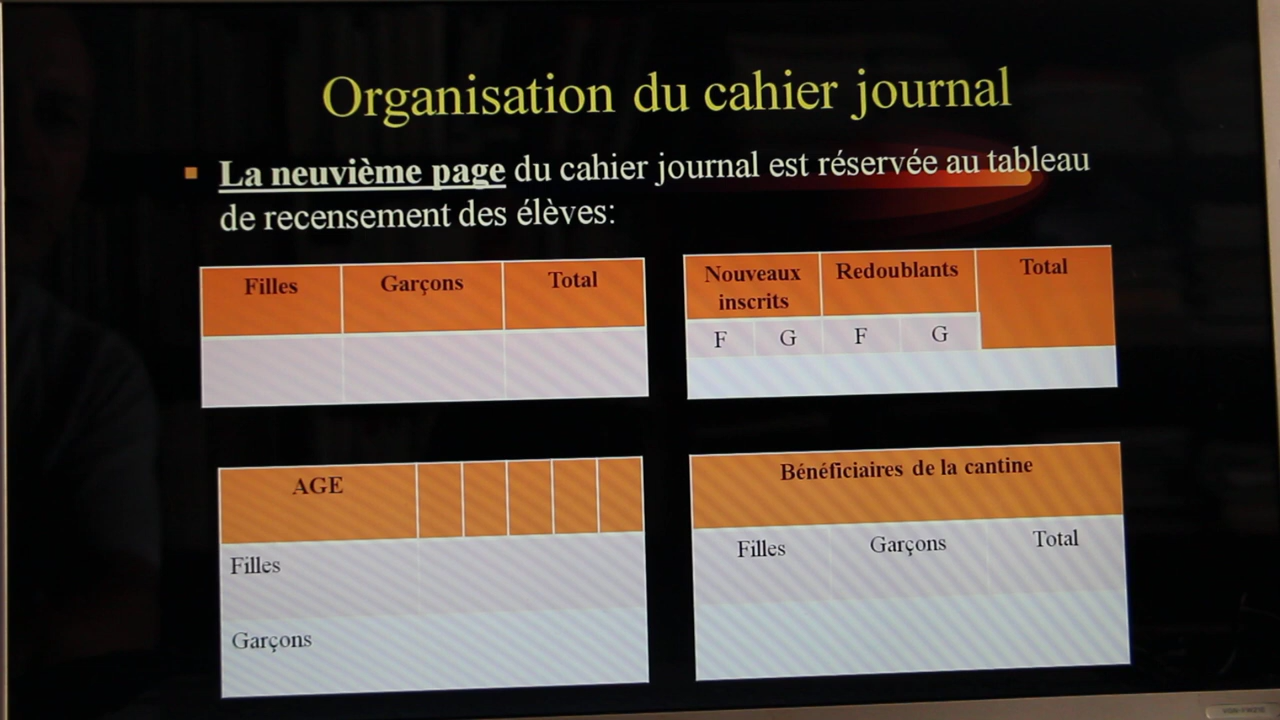 Organisation du cahier journal
La neuvième page du cahier journal est réservée au tableau
de recensement des élèves:
Filles Garçons Total
Nouveaux inscrits Redoublants Total
F G F G
AGE
Filles
Garçons
Bénéficiaires de la cantine
Filles Garçons Total